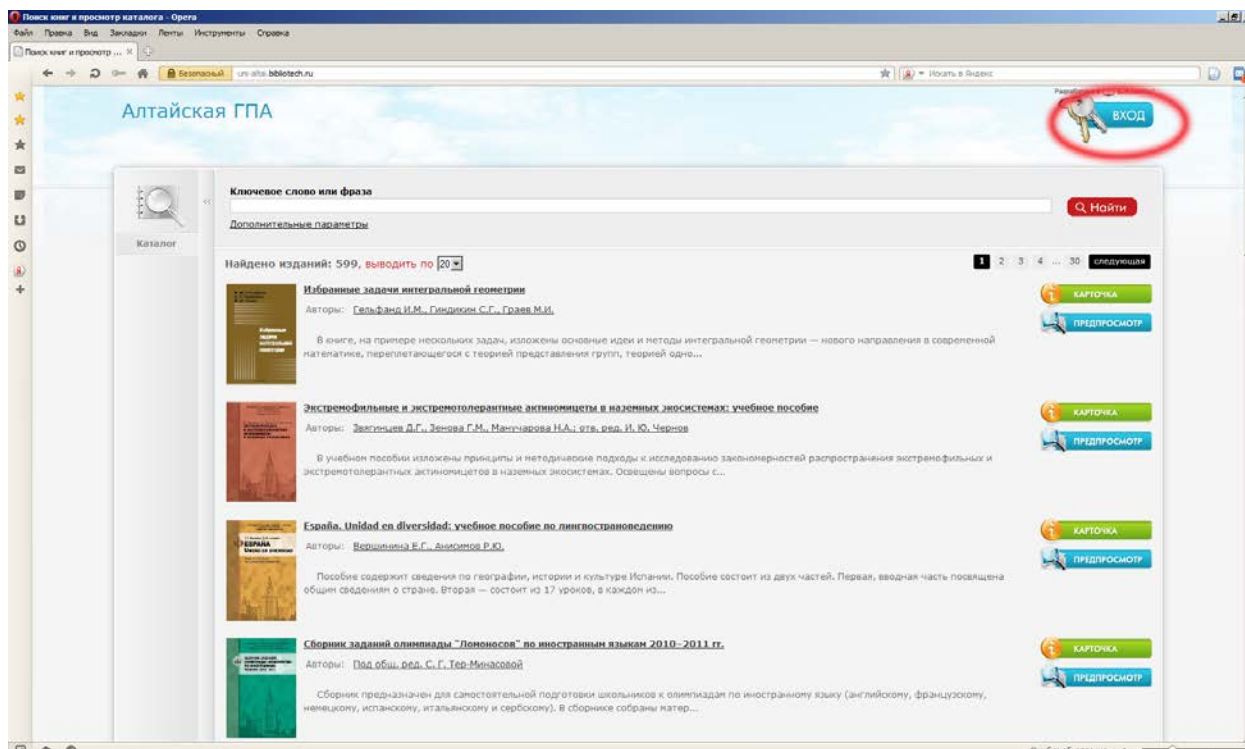 Поиск книг и просмотр каталога - Opera
Файл Правка Вид Закладки Ленты Инструменты Справка
Поиск книг и просмотр ...
Безопасный bibliotech.ru Искать в Яндекс
Алтайская ГПА
ВХОД
Ключевое слово или фраза
Найти
Дополнительные параметры
Каталог
Найдено изданий: 599, выводить по 20
1 2 3 4 ... 30 следующая
Избранные задачи интегральной геометрии
КАРТОЧКА
Авторы: Гельфанд И.М., Гиндикин С.Г., Граев М.И.
ПРЕДПРОСМОТР
В книге, на примере нескольких задач, изложены основные идеи и методы интегральной геометрии — нового направления в современной
математике, переплетающегося с теорией представления групп, теорией одно...
Экстремофильные и экстремотолерантные актиномицеты в наземных экосистемах: учебное пособие
КАРТОЧКА
Авторы: Звягинцев Д.Г., Зенова Г.М., Манучарова Н.А.; отв. ред. И. Ю. Чернов
ПРЕДПРОСМОТР
В учебном пособии изложены принципы и методические подходы к исследованию закономерностей распространения экстремофильных и
экстремотолерантных актиномицетов в наземных экосистемах. Освещены вопросы с...
España. Unidad en diversidad: учебное пособие по лингвострановедению
КАРТОЧКА
Авторы: Вершинина Е.Г., Анисимов Р.Ю.
ПРЕДПРОСМОТР
Пособие содержит сведения по географии, истории и культуре Испании. Пособие состоит из двух частей. Первая, вводная часть посвящена
общим сведениям о стране. Вторая — состоит из 17 уроков, в каждом из...
Сборник заданий олимпиады "Ломоносов" по иностранным языкам 2010–2011 гг.
КАРТОЧКА
Авторы: Под общ. ред. С. Г. Тер-Минасовой
ПРЕДПРОСМОТР
Сборник предназначен для самостоятельной подготовки школьников к олимпиадам по иностранному языку (английскому, французскому,
немецкому, испанскому, итальянскому и сербскому). В сборнике собраны матер...